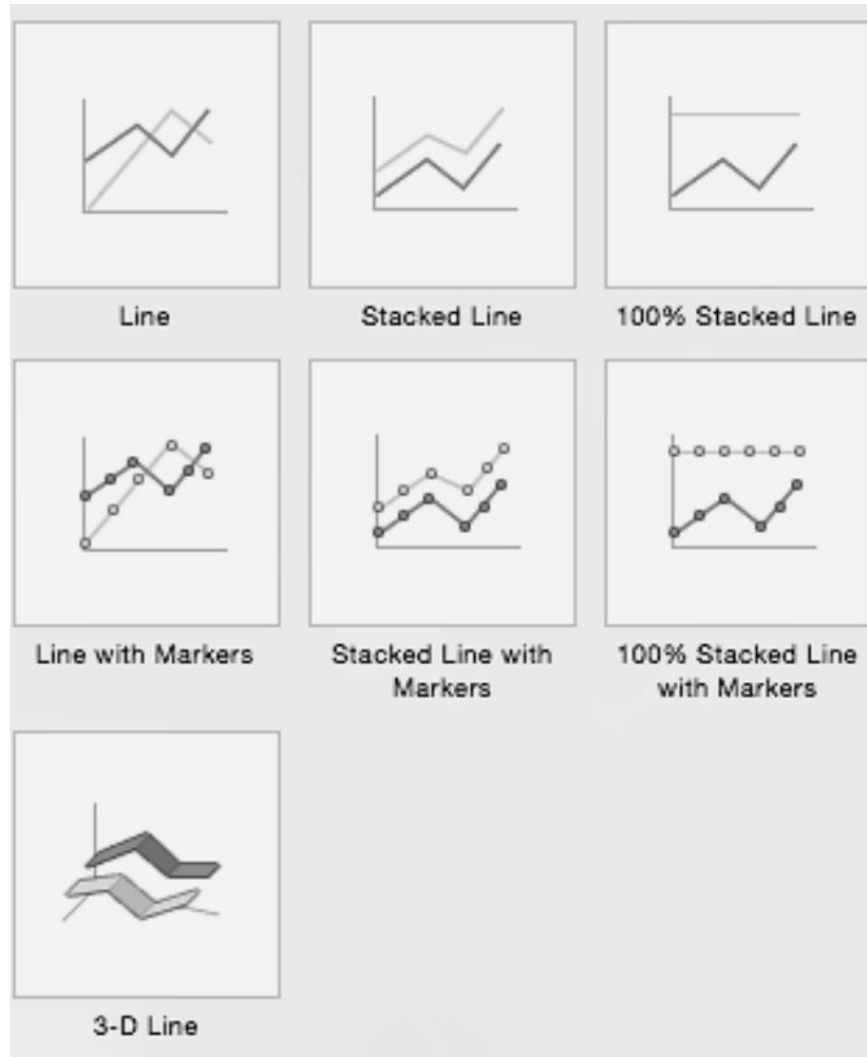 Line
Stacked Line
100% Stacked Line
Line with Markers
Stacked Line with
Markers
100% Stacked Line
with Markers
3-D Line